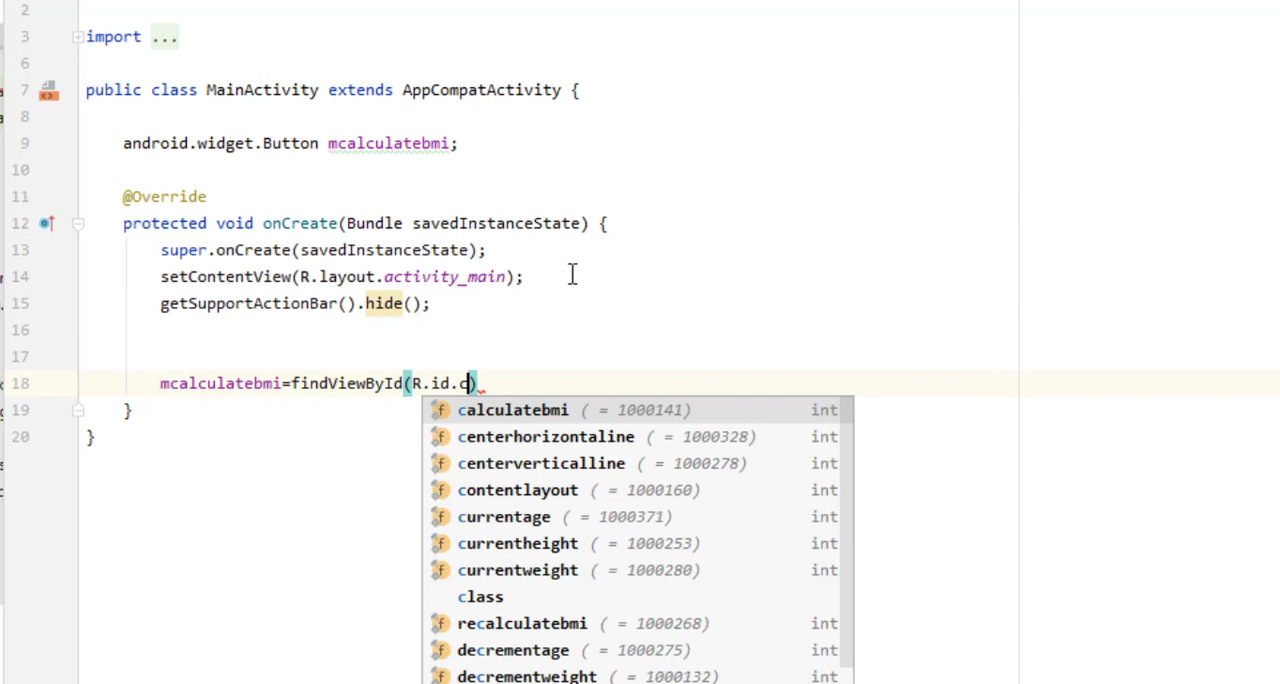 2
3 import ...
6
7 public class MainActivity extends AppCompatActivity {
8
9 android.widget.Button mcalculatebmi;
10
11 @Override
12 protected void onCreate(Bundle savedInstanceState) {
13 super.onCreate(savedInstanceState);
14 setContentView(R.layout.activity_main);
15 getSupportActionBar().hide();
16
17
18 mcalculatebmi=findViewById(R.id.c)
19 }
20 }
f calculatebmi ( = 1000141) int
f centerhorizontaline ( = 1000328) int
f centerverticalline ( = 1000278) int
f contentlayout ( = 1000160) int
f currentage ( = 1000371) int
f currentheight ( = 1000253) int
f currentweight ( = 1000280) int
class
f recalculatebmi ( = 1000268) int
f decrementage ( = 1000275) int
f decrementweight ( = 1000132) int